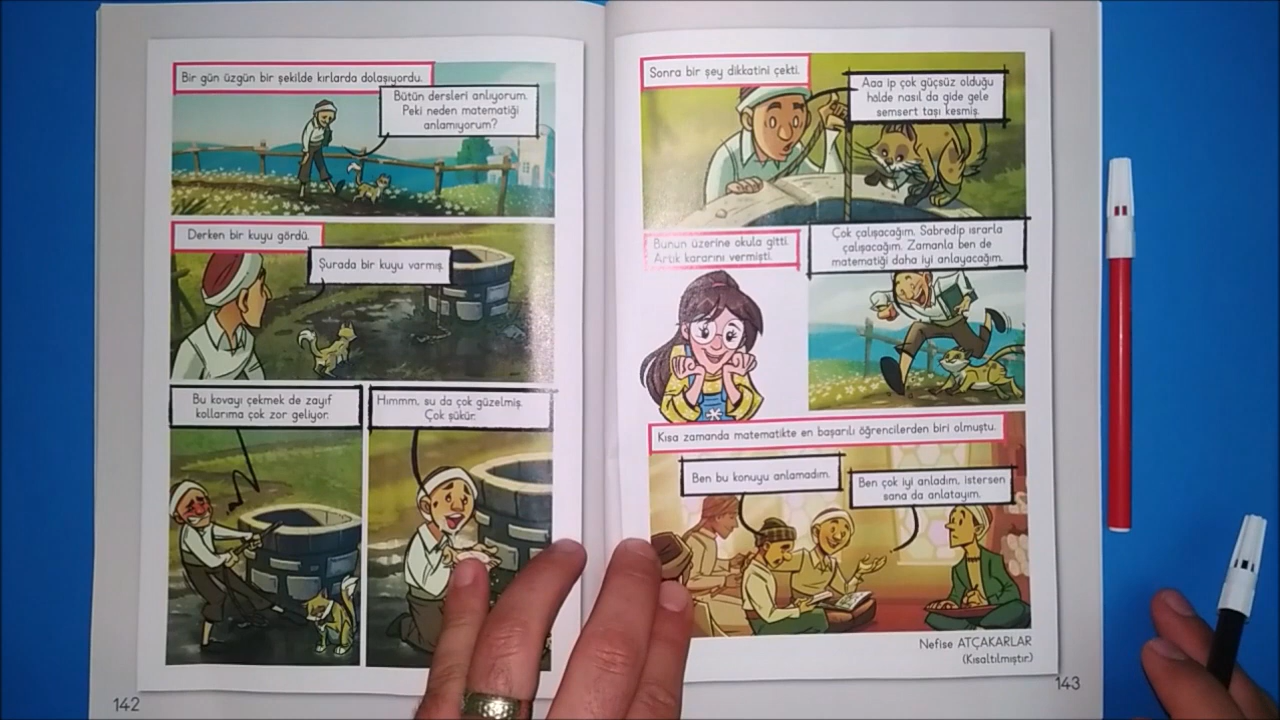 Bir gün üzgün bir şekilde kırlarda dolaşıyordu.
Bütün dersleri anlıyorum.
Peki neden matematiği
anlamıyorum?
Derken bir kuyu gördü.
Şurada bir kuyu varmış.
Bu kovayı çekmek de zayıf
kollarıma çok zor geliyor.
Hımmm, su da çok güzelmiş.
Çok şükür.
142
Sonra bir şey dikkatini çekti.
Aaa ip çok güçsüz olduğu
hâlde nasıl da gide gele
semsert taşı kesmiş.
Bunun üzerine okula gitti.
Artık kararını vermişti.
Çok çalışacağım. Sabredip ısrarla
çalışacağım. Zamanla ben de
matematiği daha iyi anlayacağım.
Kısa zamanda matematikte en başarılı öğrencilerden biri olmuştu.
Ben bu konuyu anlamadım.
Ben çok iyi anladım, istersen
sana da anlatayım.
Nefise ATÇAKARLAR
(Kısaltılmıştır.)
143